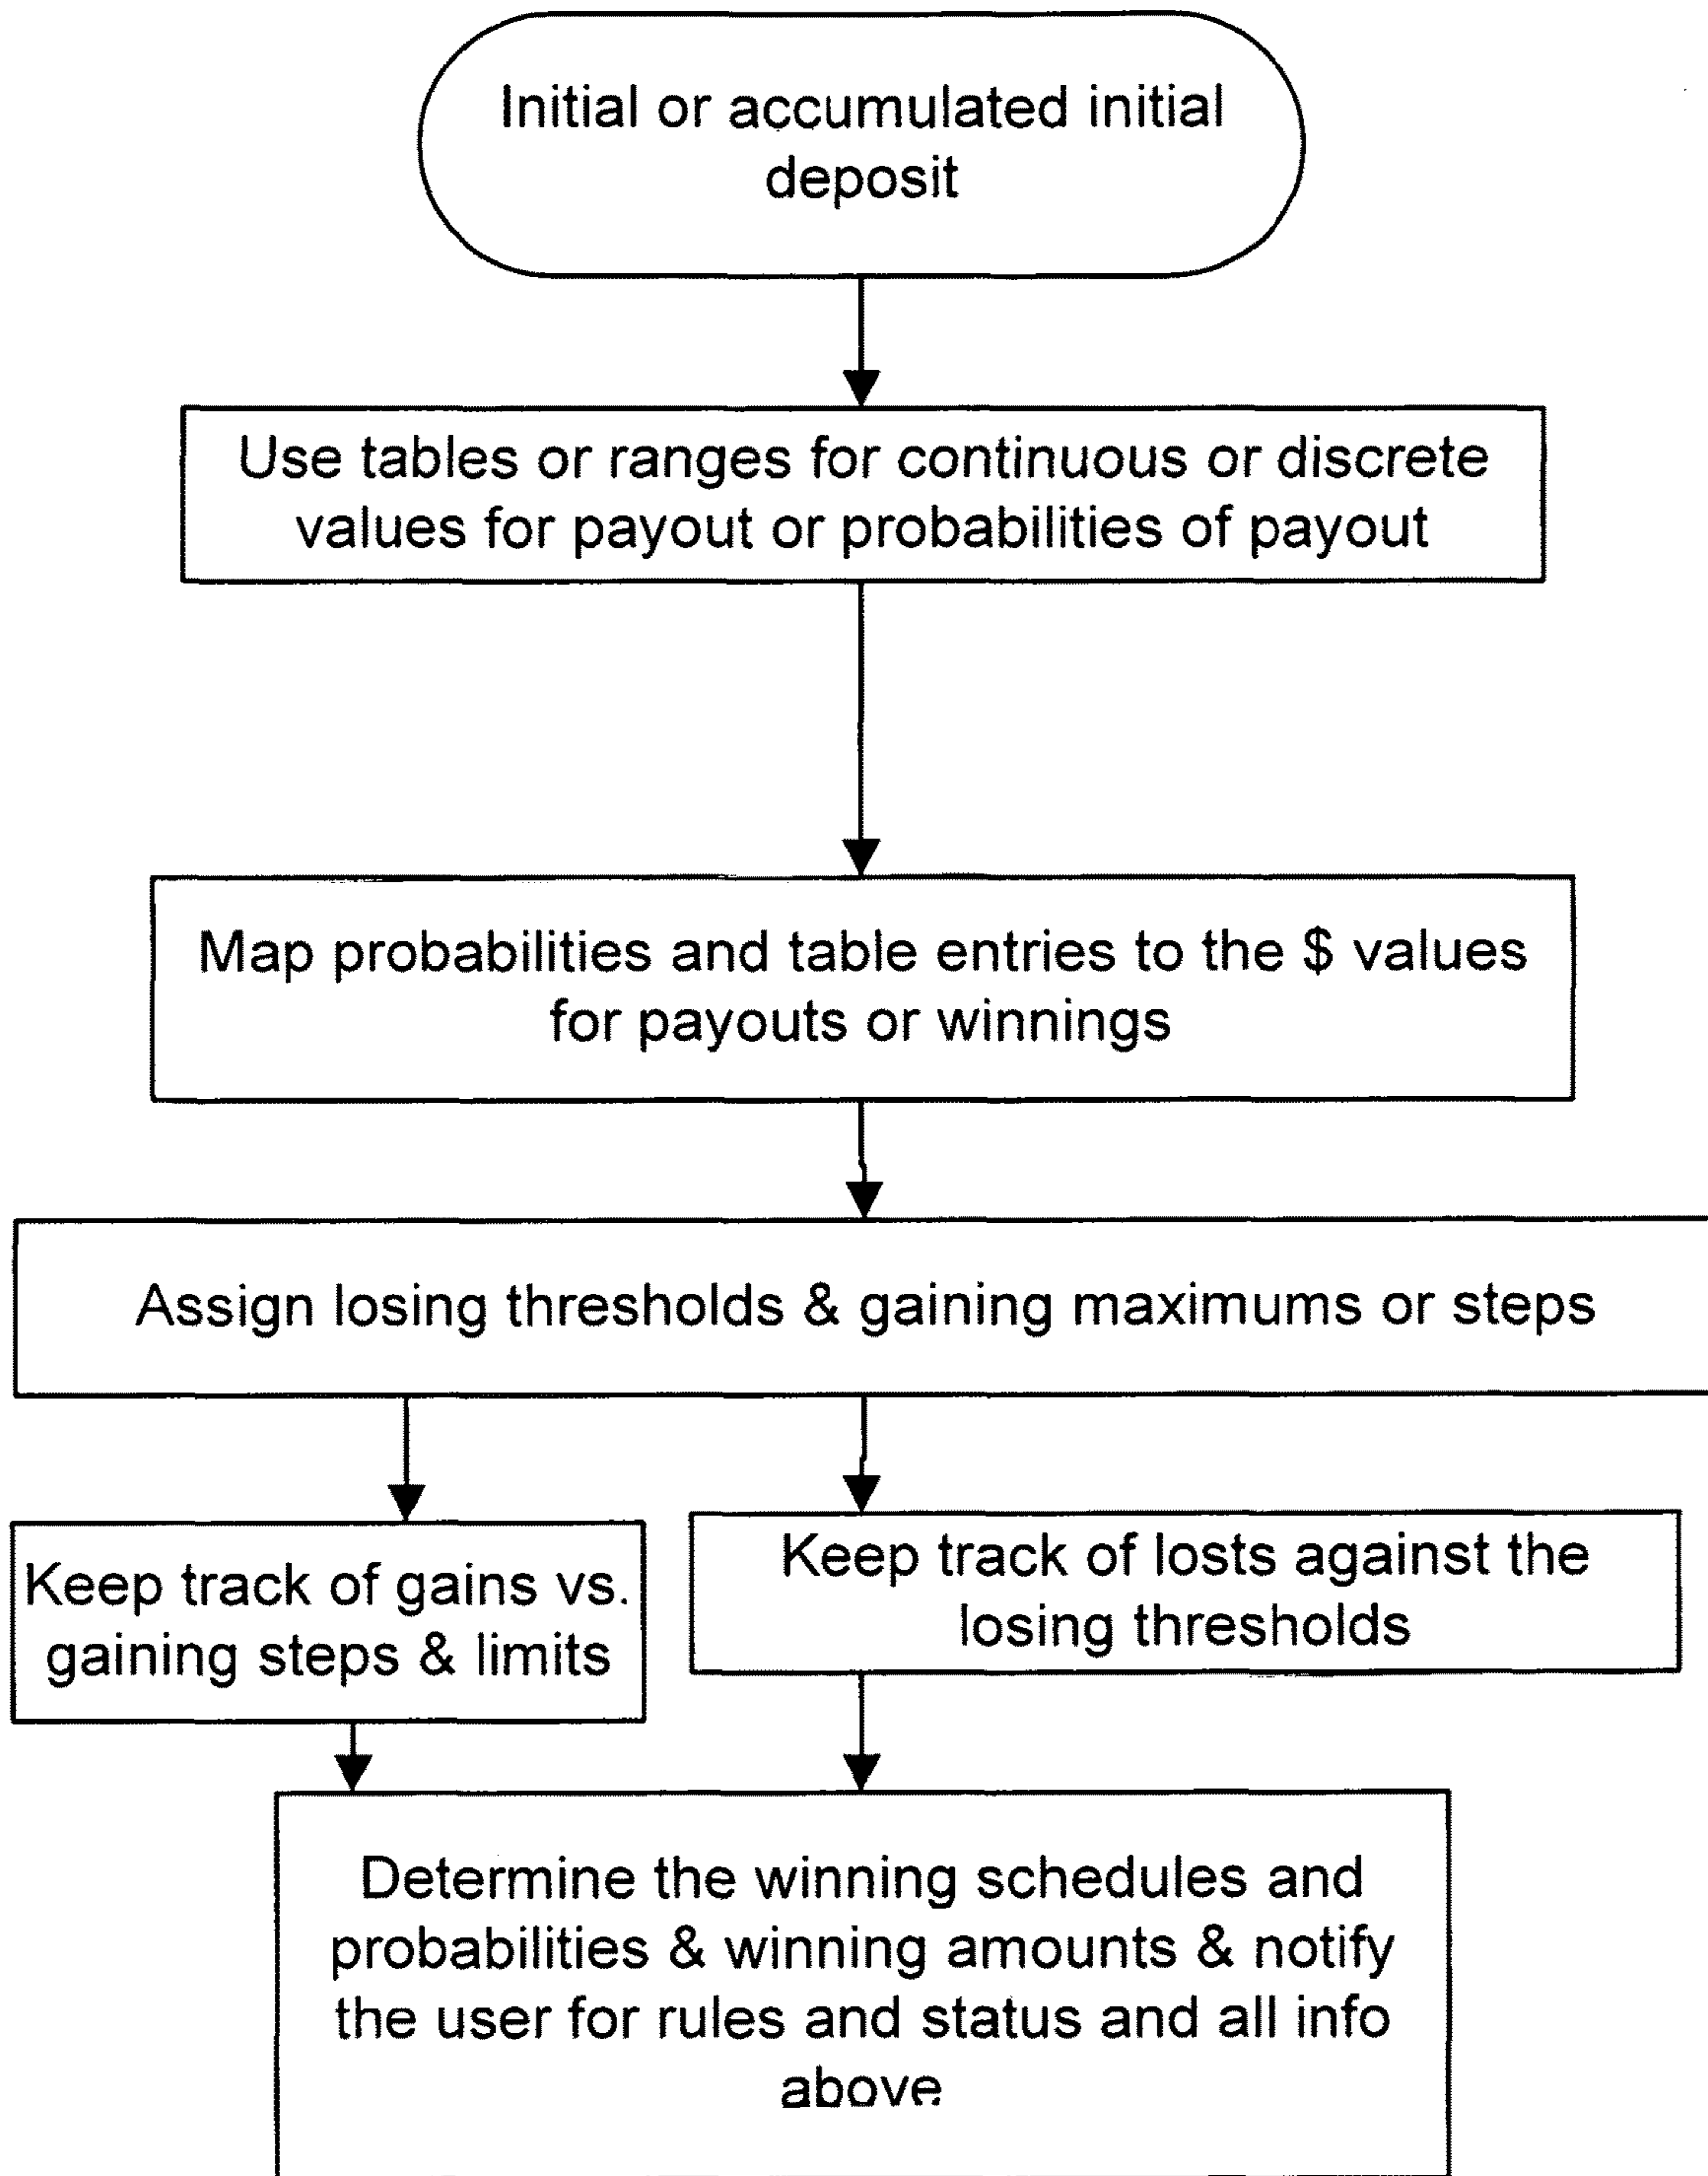 Initial or accumulated initial
deposit
Use tables or ranges for continuous or discrete
values for payout or probabilities of payout
Map probabilities and table entries to the $ values
for payouts or winnings
Assign losing thresholds & gaining maximums or steps
Keep track of gains vs.
gaining steps & limits
Keep track of losts against the
losing thresholds
Determine the winning schedules and
probabilities & winning amounts & notify
the user for rules and status and all info
above